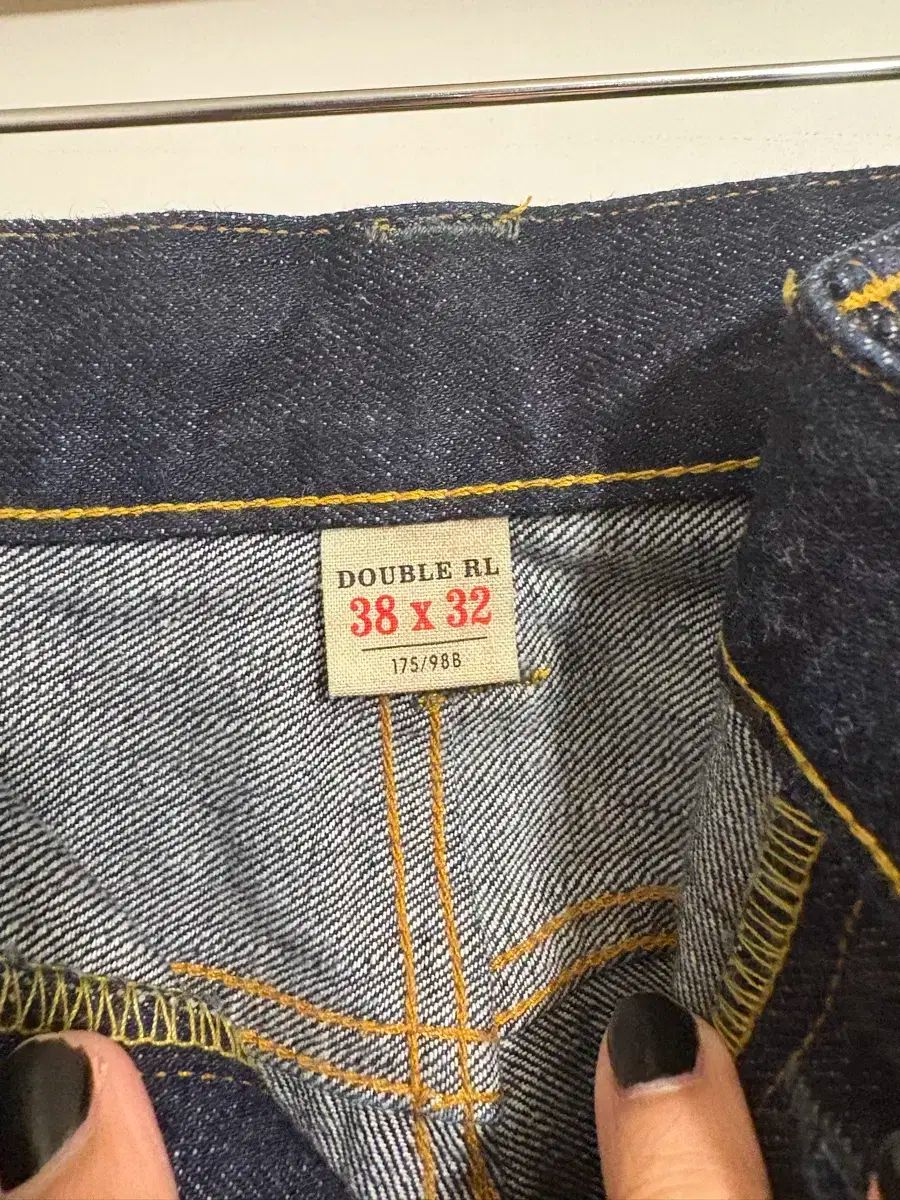 DOUBLE RL
38 x 32
175/98B